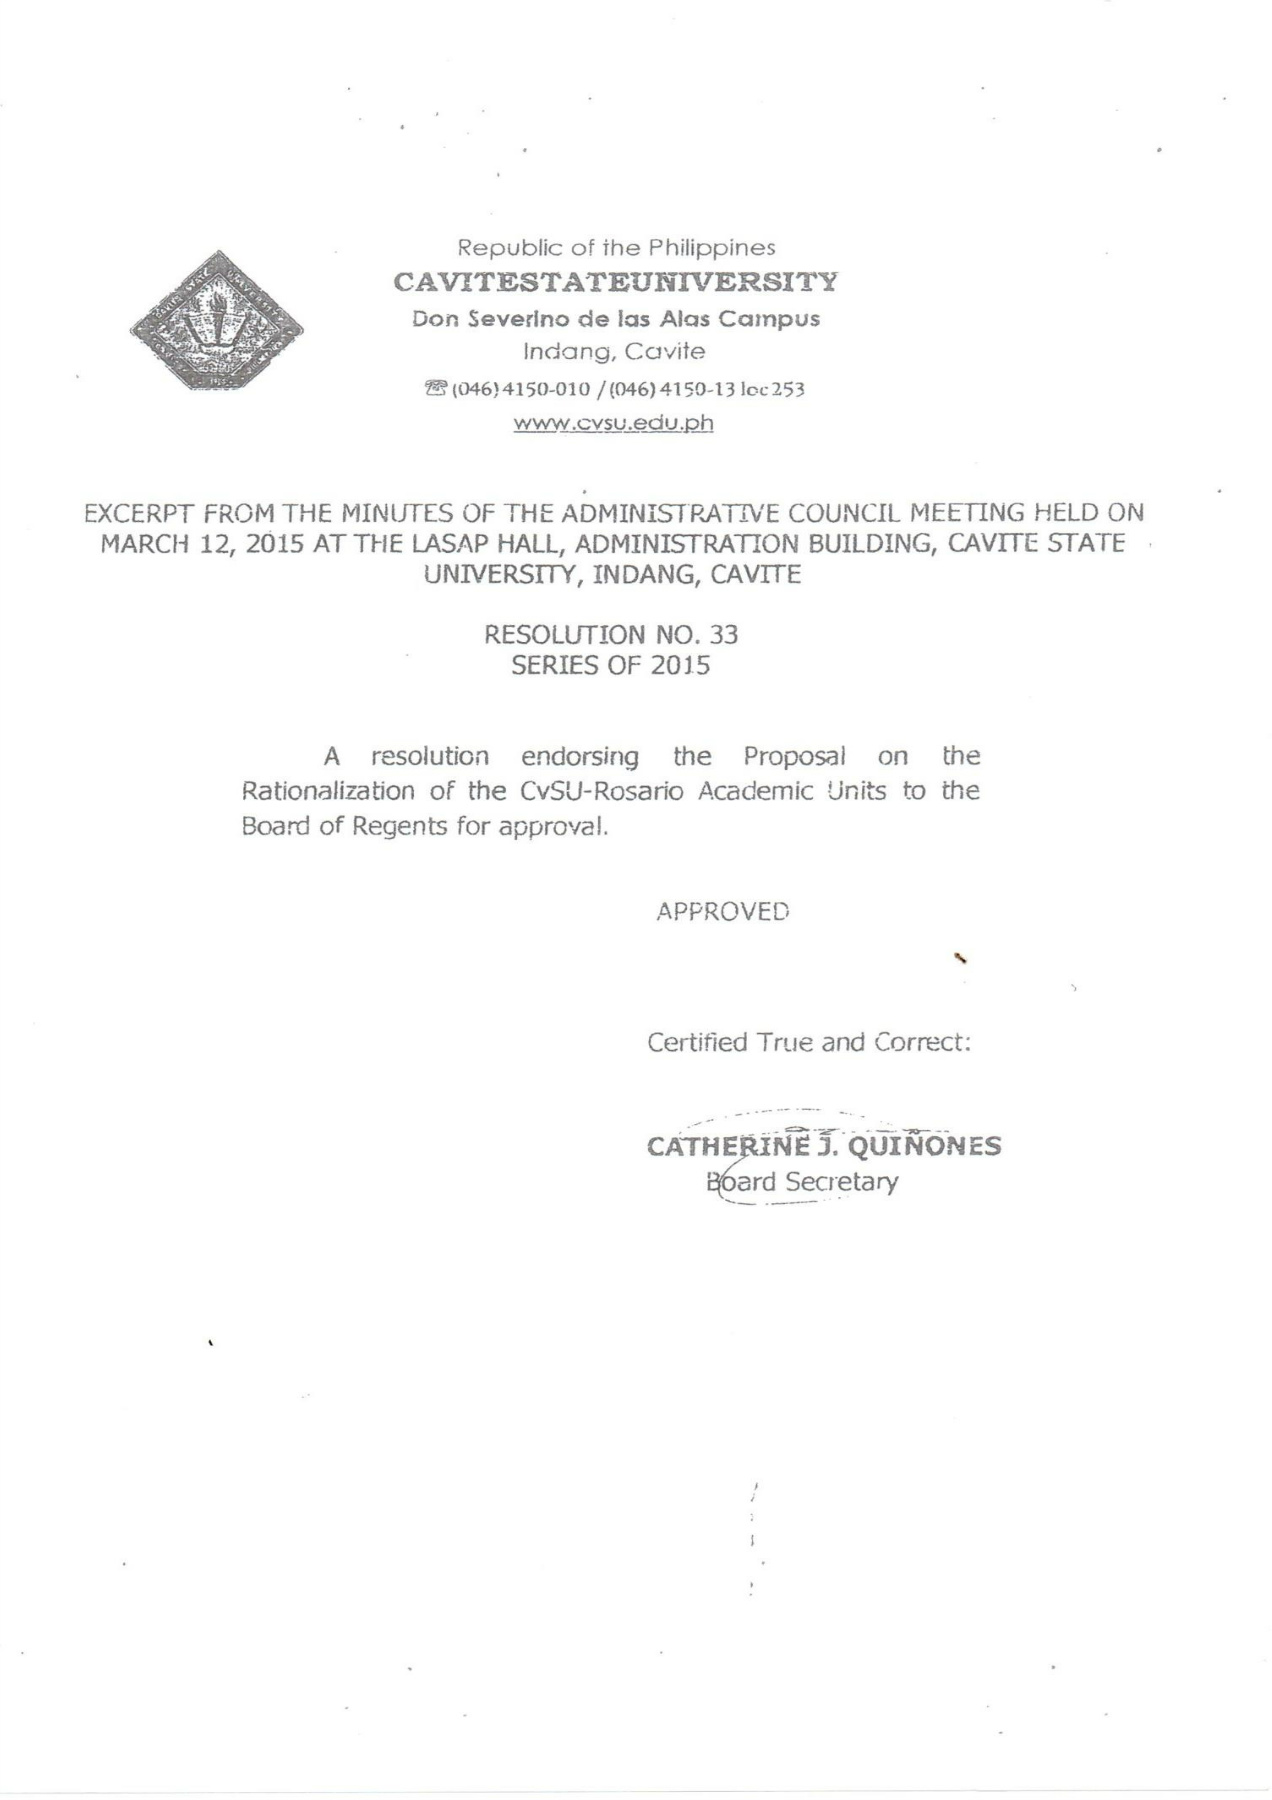 Republic of the Philippines
CAVITESTATEUNIVERSITY
Don Severino de las Alas Campus
Indang, Cavite
☎(046)4150-010 / (046)4150-13 loc253
www.cvsu.edu.ph
EXCERPT FROM THE MINUTES OF THE ADMINISTRATIVE COUNCIL MEETING HELD ON
MARCH 12, 2015 AT THE LASAP HALL, ADMINISTRATION BUILDING, CAVITE STATE
UNIVERSITY, INDANG, CAVITE
RESOLUTION NO. 33
SERIES OF 2015
A resolution endorsing the Proposal on the
Rationalization of the CvSU-Rosario Academic Units to the
Board of Regents for approval.
APPROVED
Certified True and Correct:
CATHERINE J. QUIÑONES
Board Secretary